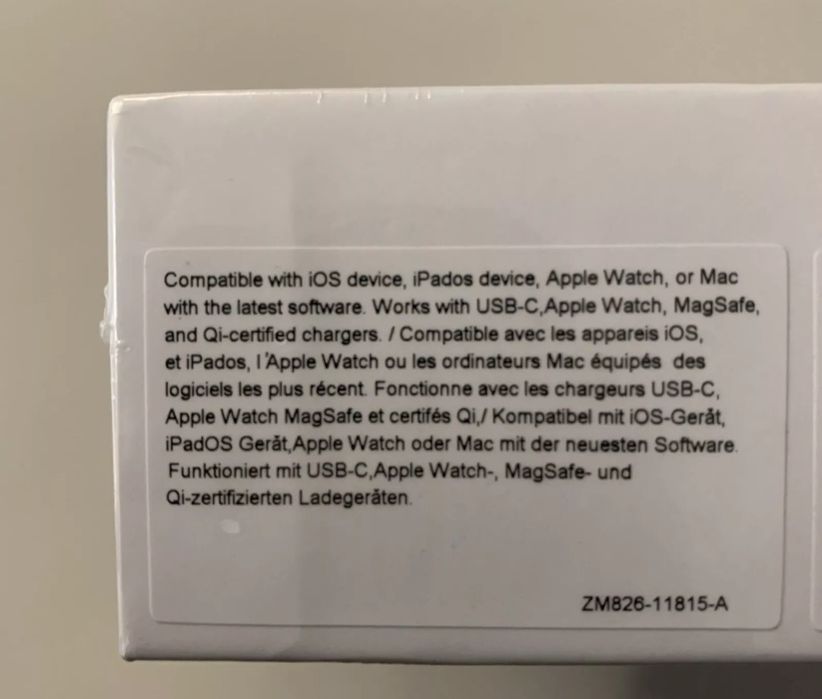 Compatible with iOS device, iPados device, Apple Watch, or Mac
with the latest software. Works with USB-C,Apple Watch, MagSafe,
and Qi-certified chargers. / Compatible avec les appareis iOS,
et iPados, l'Apple Watch ou les ordinateurs Mac équipés des
logiciels les plus récent. Fonctionne avec les chargeurs USB-C,
Apple Watch MagSafe et certifés Qi,/ Kompatibel mit iOS-Geråt,
iPadOS Geråt,Apple Watch oder Mac mit der neuesten Software.
Funktioniert mit USB-C,Apple Watch-, MagSafe- und
Qi-zertifizierten Ladegeråten.
ZM826-11815-A